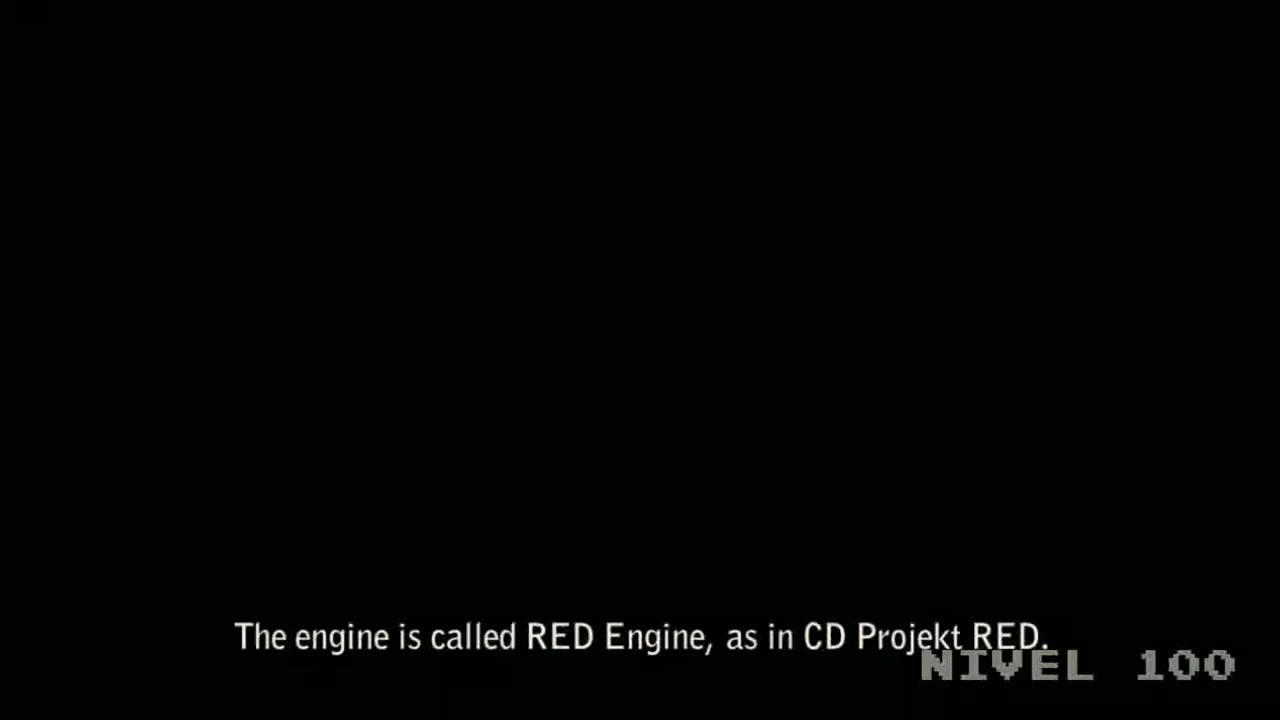 The engine is called RED Engine, as in CD Projekt RED.
NIVEL 100